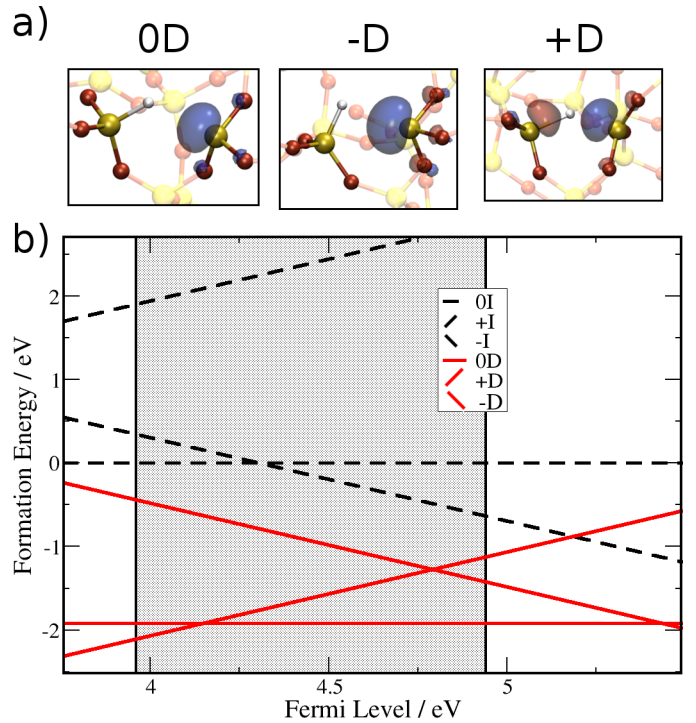 a)
0D -D +D
b)
Formation Energy / eV
2
1
0
-1
-2
0I
+I
-I
0D
+D
-D
4 4.5 5
Fermi Level / eV